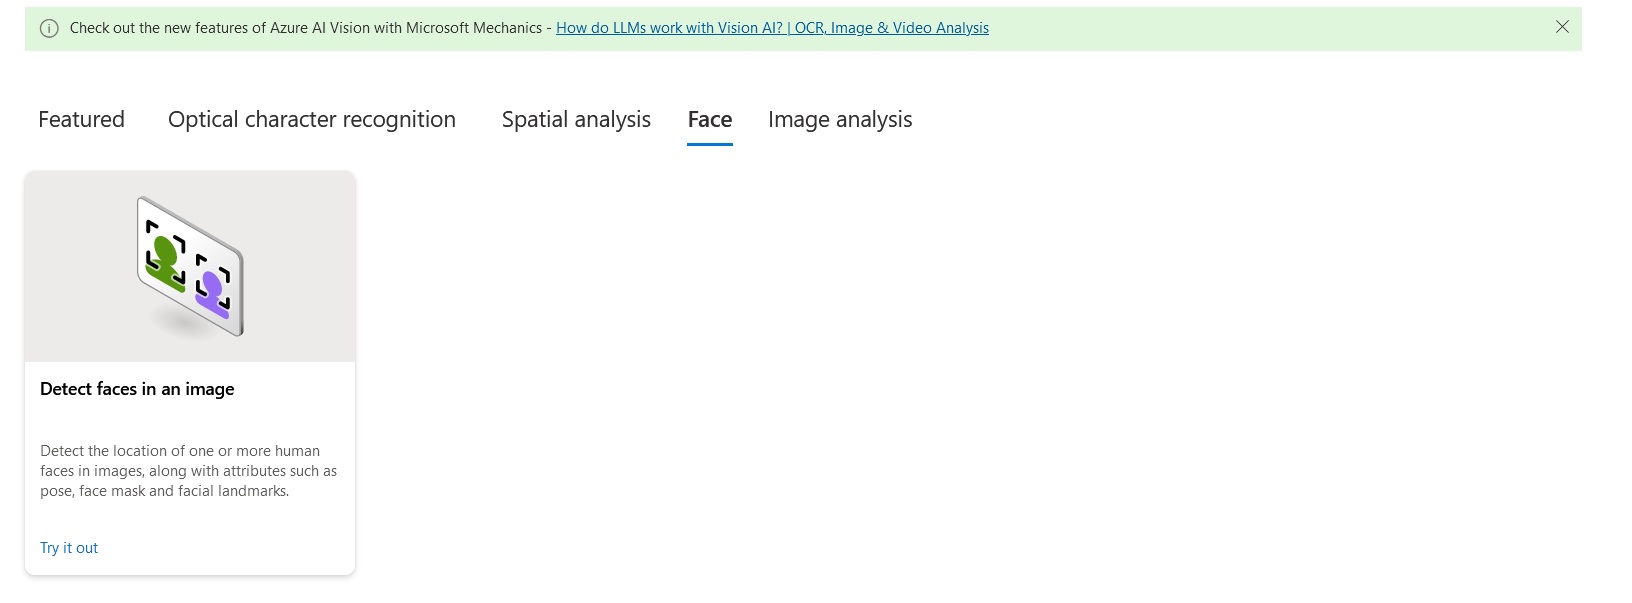 Check out the new features of Azure AI Vision with Microsoft Mechanics - How do LLMs work with Vision AI? | OCR, Image & Video Analysis
Featured Optical character recognition Spatial analysis Face Image analysis
Detect faces in an image
Detect the location of one or more human
faces in images, along with attributes such as
pose, face mask and facial landmarks.
Try it out